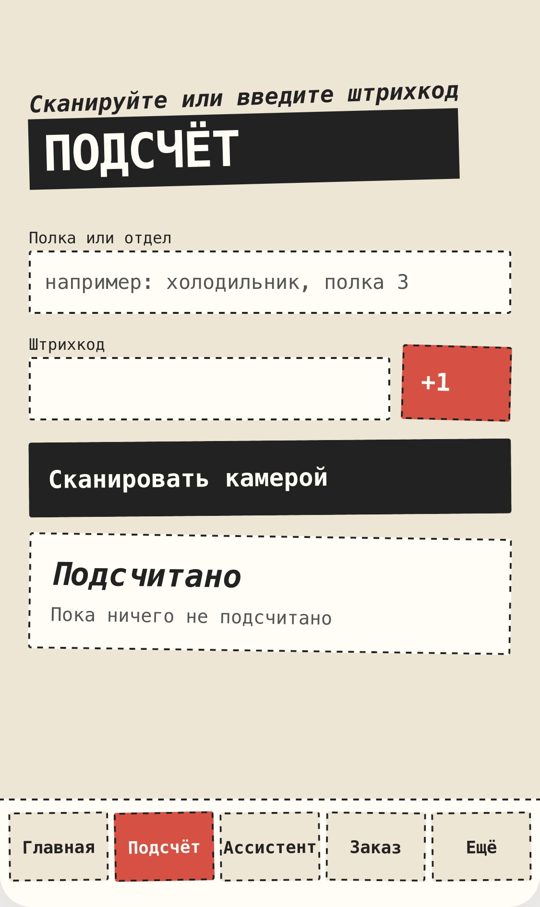 Сканируйте или введите штрихкод
ПОДСЧЁТ
Полка или отдел
например: холодильник, полка 3
Штрихкод
+1
Сканировать камерой
Подсчитано
Пока ничего не подсчитано
Главная Подсчёт Ассистент Заказ Ещё